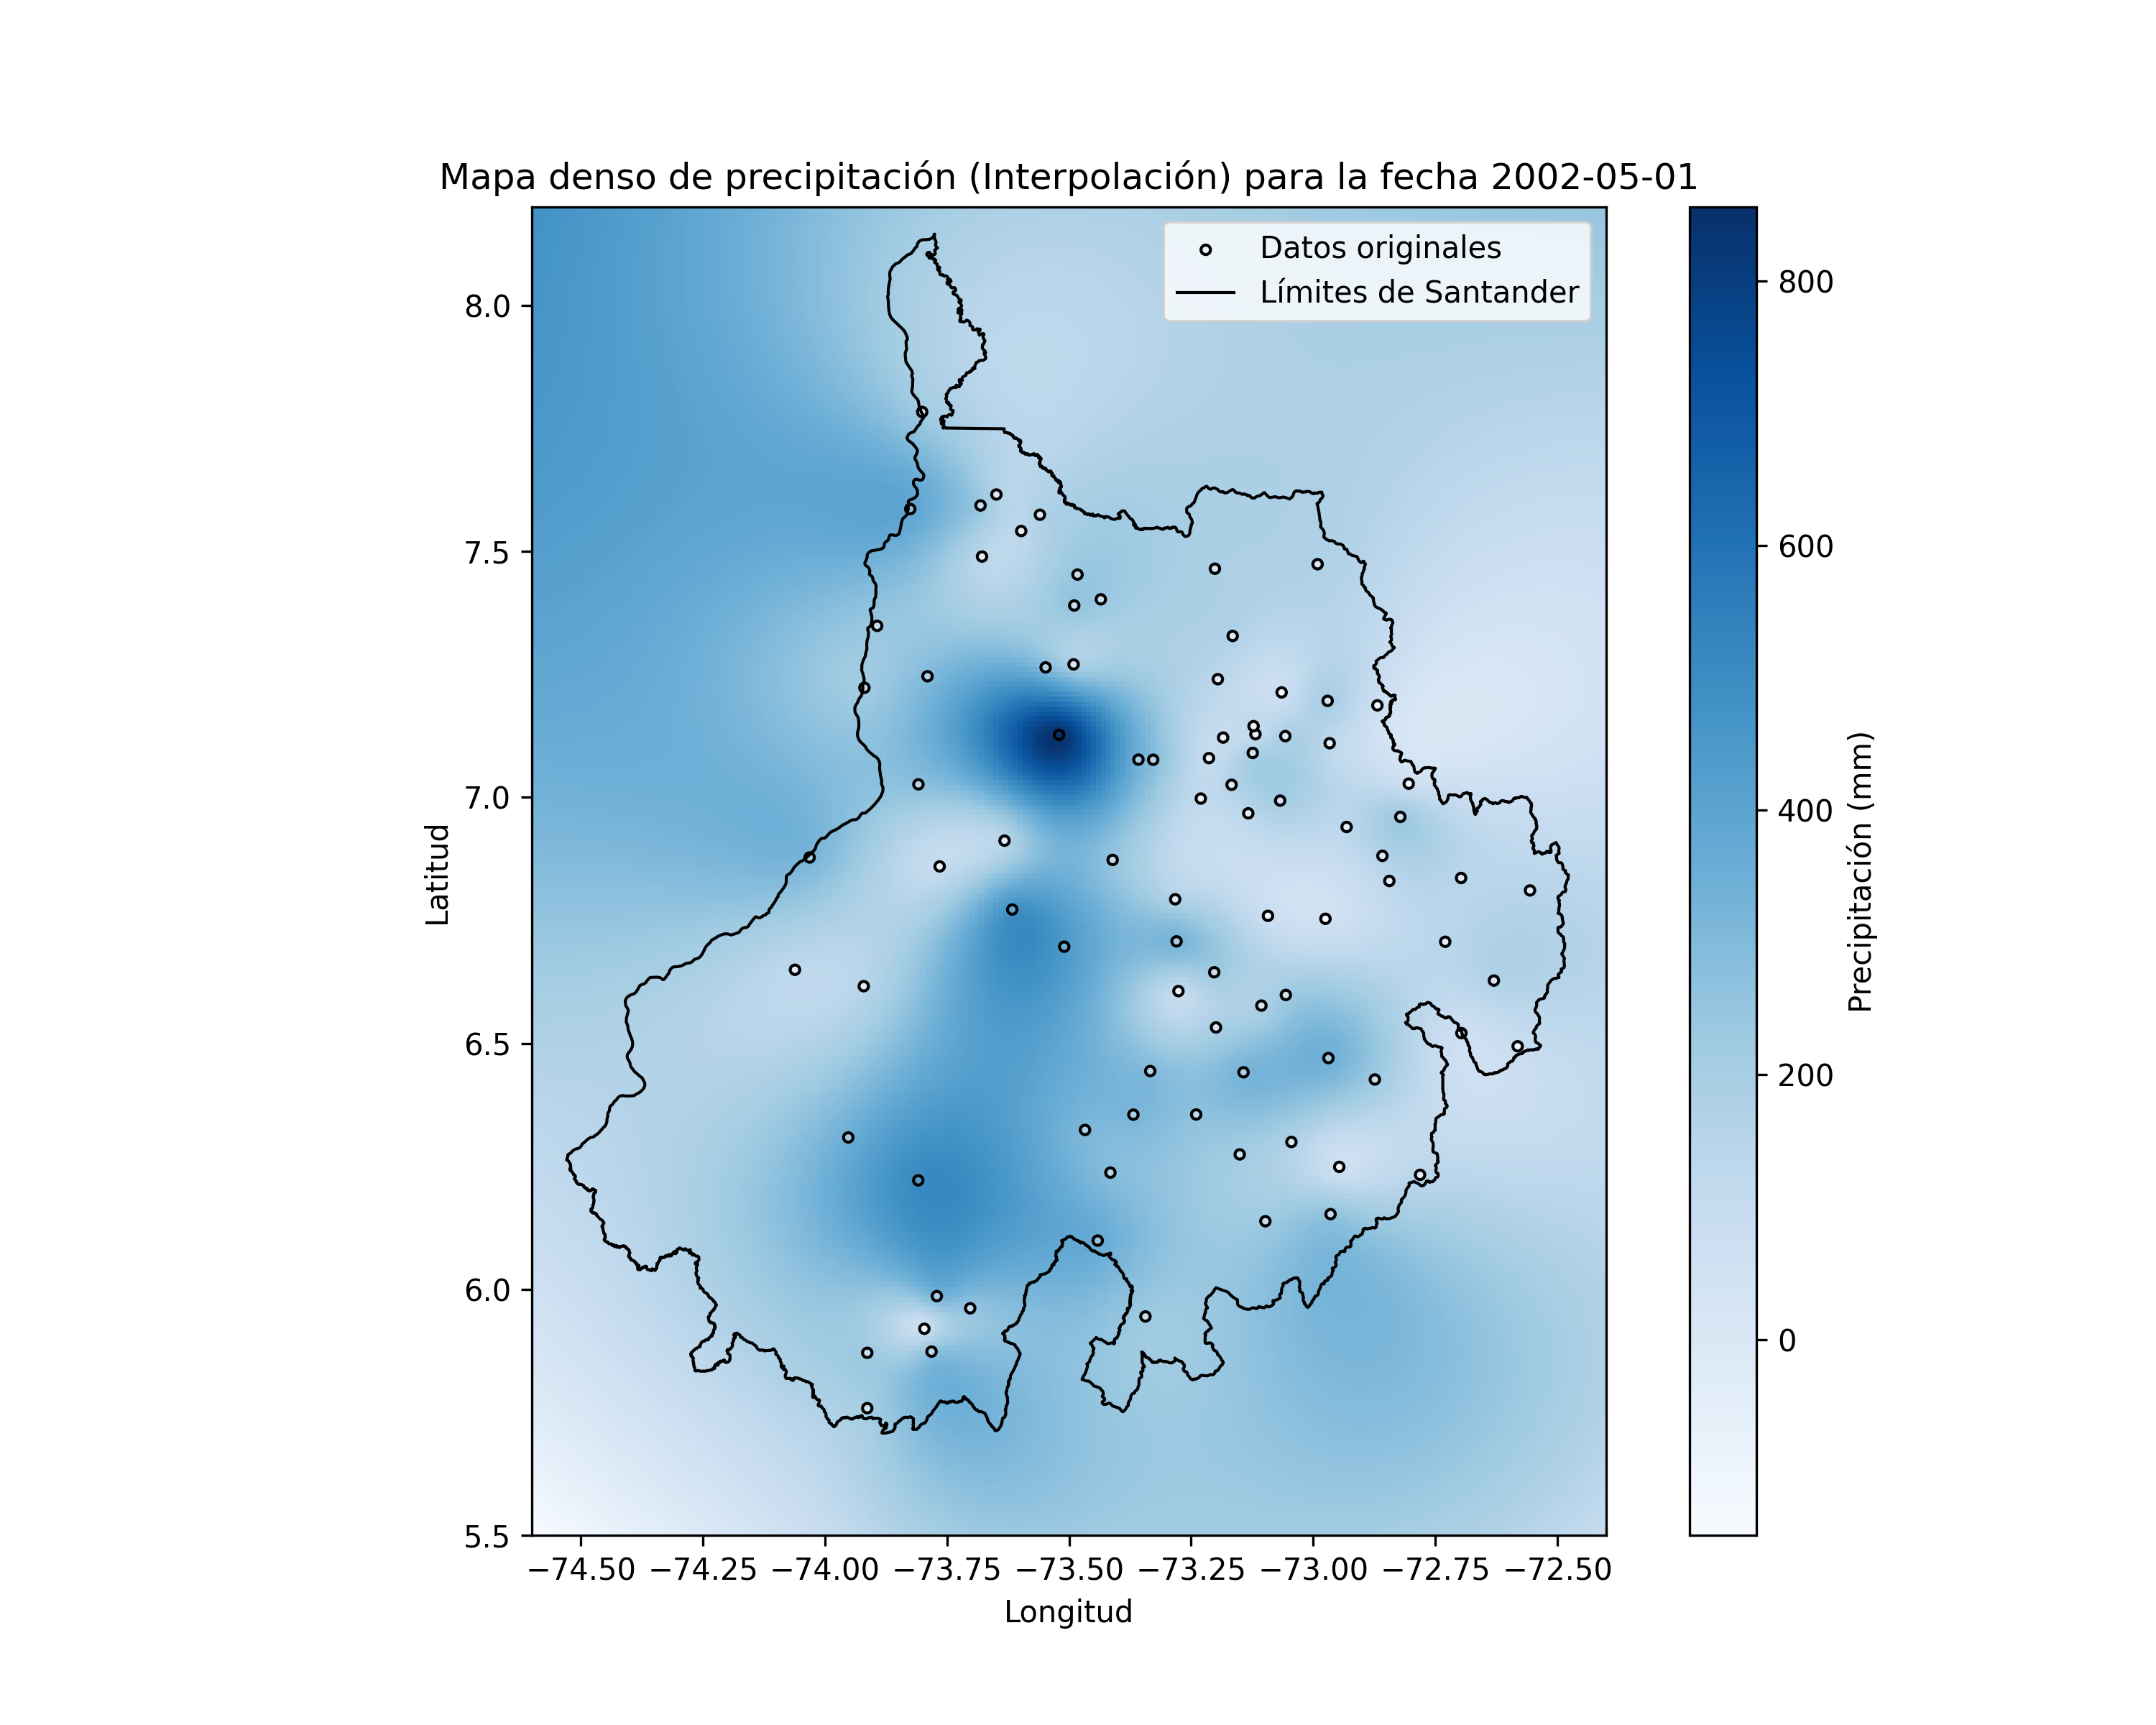 Mapa denso de precipitación (Interpolación) para la fecha 2002-05-01
Datos originales
Límites de Santander
8.0
7.5
7.0
6.5
6.0
5.5
Latitud
−74.50 −74.25 −74.00 −73.75 −73.50 −73.25 −73.00 −72.75 −72.50
Longitud
800
600
400
200
0
Precipitación (mm)